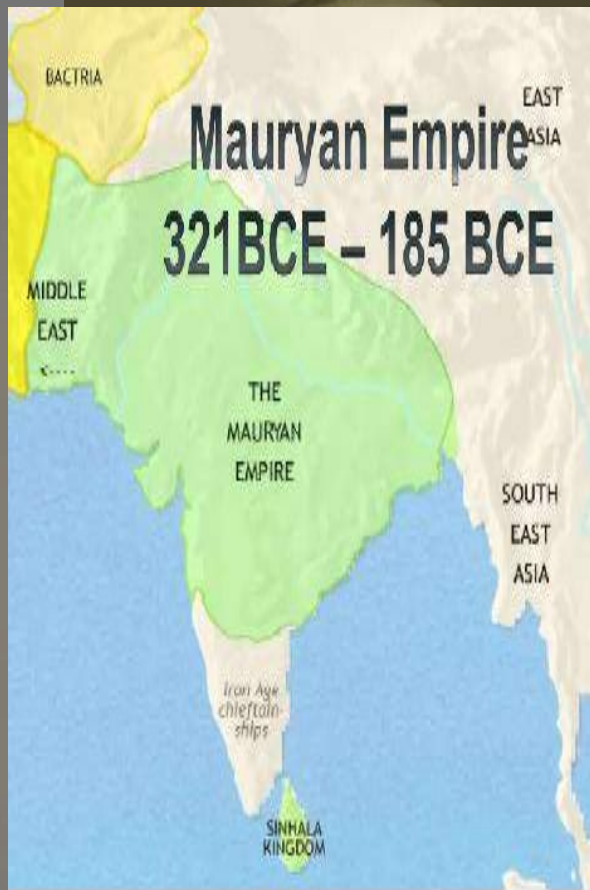 BACTRIA
EAST
ASIA
Mauryan Empire
321BCE – 185 BCE
MIDDLE
EAST
THE
MAURYAN
EMPIRE
SOUTH
EAST
ASIA
Iron Age
chieftain-
ships
SINHALA
KINGDOM